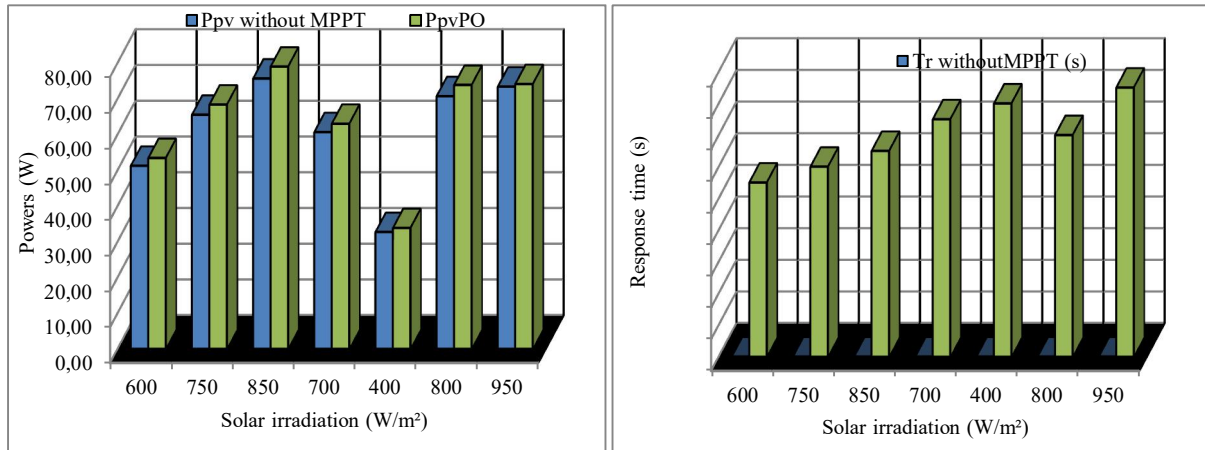 Ppv without MPPT
PpvPO
80,00
70,00
60,00
50,00
40,00
30,00
20,00
10,00
0,00
Powers (W)
600 750 850 700 400 800 950
Solar irradiation (W/m²)
Tr withoutMPPT (s)
Response time (s)
600 750 850 700 400 800 950
Solar irradiation (W/m²)